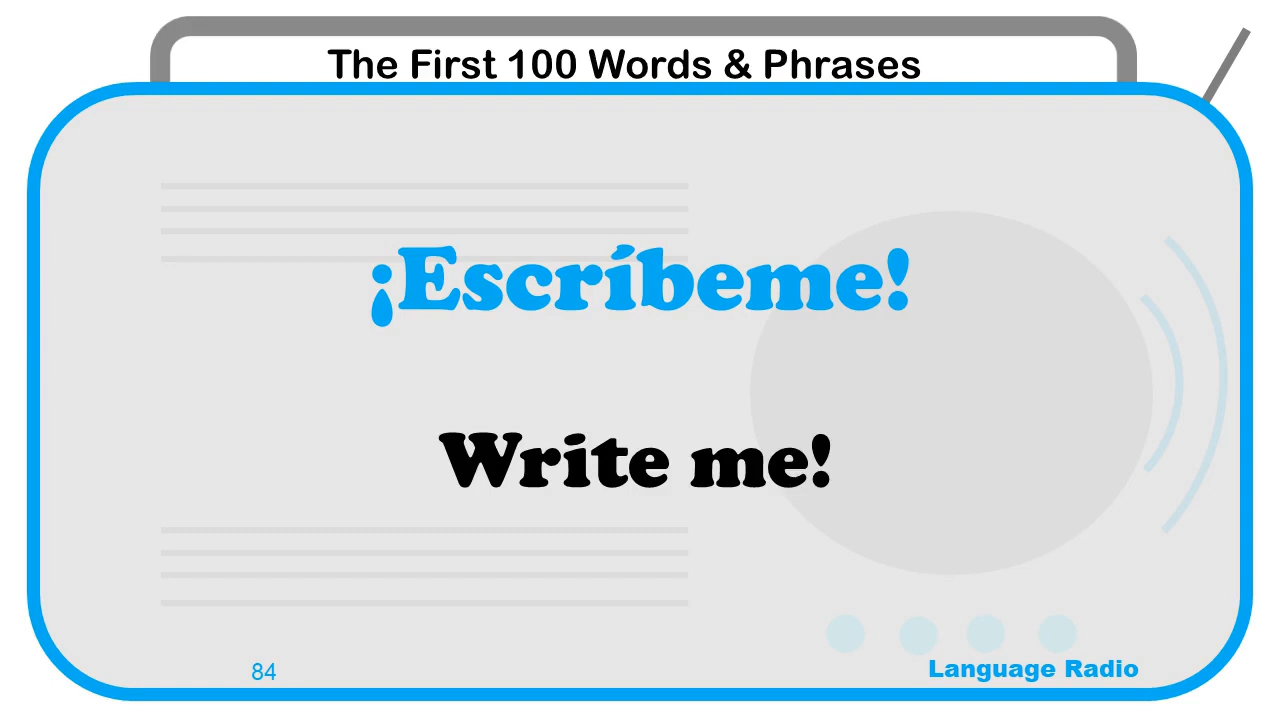 The First 100 Words & Phrases
¡Escríbeme!
Write me!
84
Language Radio